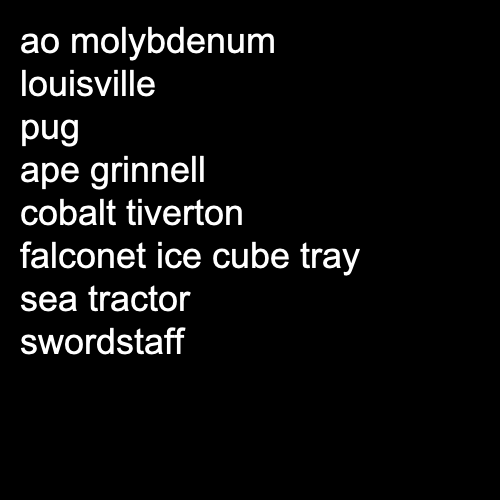 ao molybdenum
louisville
pug
ape grinnell
cobalt tiverton
falconet ice cube tray
sea tractor
swordstaff